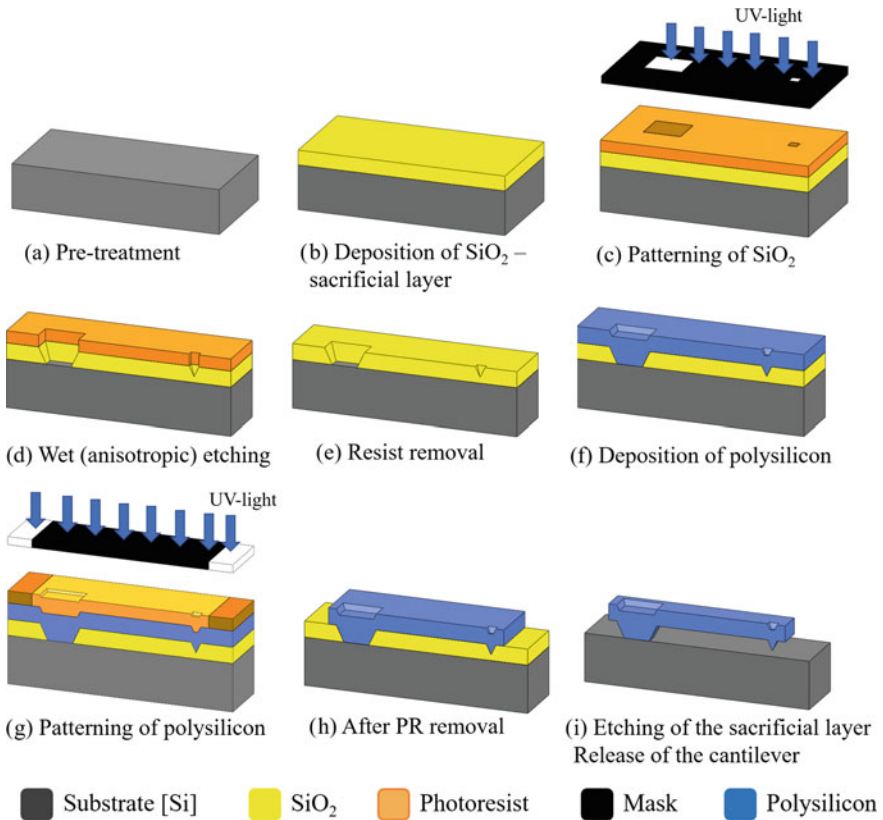 UV-light
(a) Pre-treatment
(b) Deposition of SiO₂ –
sacrificial layer
(c) Patterning of SiO₂
(d) Wet (anisotropic) etching
(e) Resist removal
(f) Deposition of polysilicon
UV-light
(g) Patterning of polysilicon
(h) After PR removal
(i) Etching of the sacrificial layer
Release of the cantilever
Substrate [Si]
SiO₂
Photoresist
Mask
Polysilicon